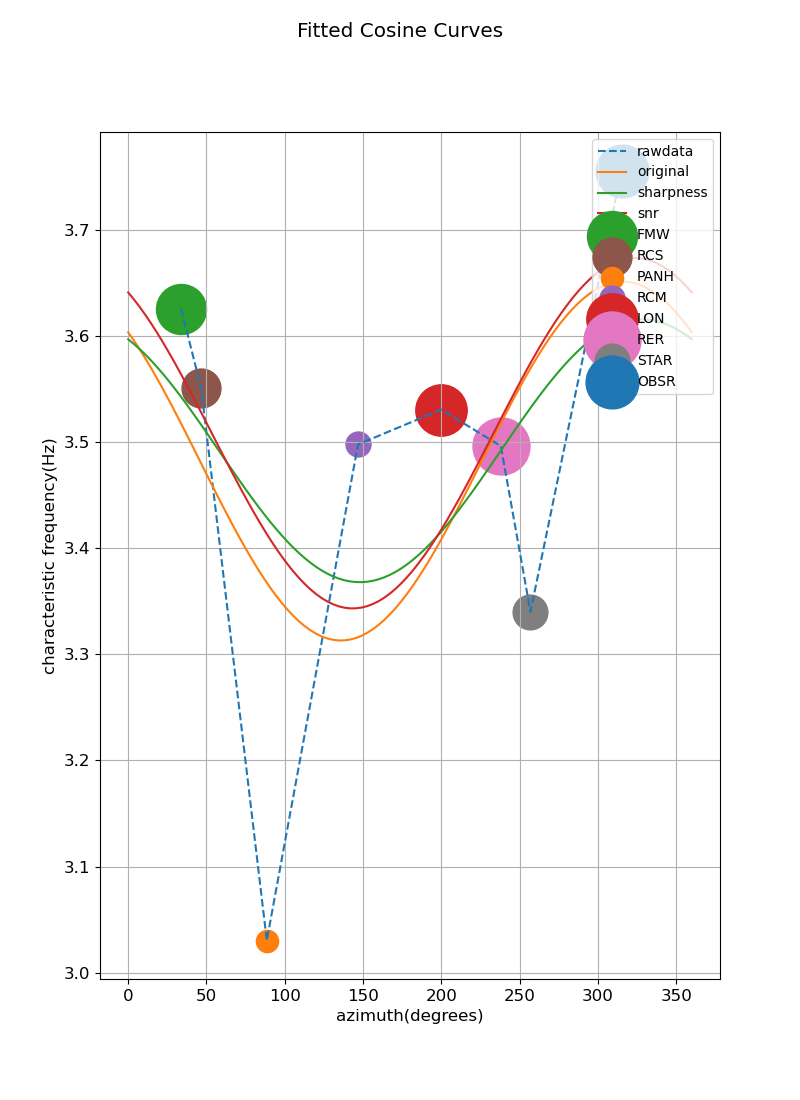 Fitted Cosine Curves
rawdata
original
sharpness
snr
FMW
RCS
PANH
RCM
LON
RER
STAR
OBSR
characteristic frequency(Hz)
3.7
3.6
3.5
3.4
3.3
3.2
3.1
3.0
0 50 100 150 200 250 300 350
azimuth(degrees)